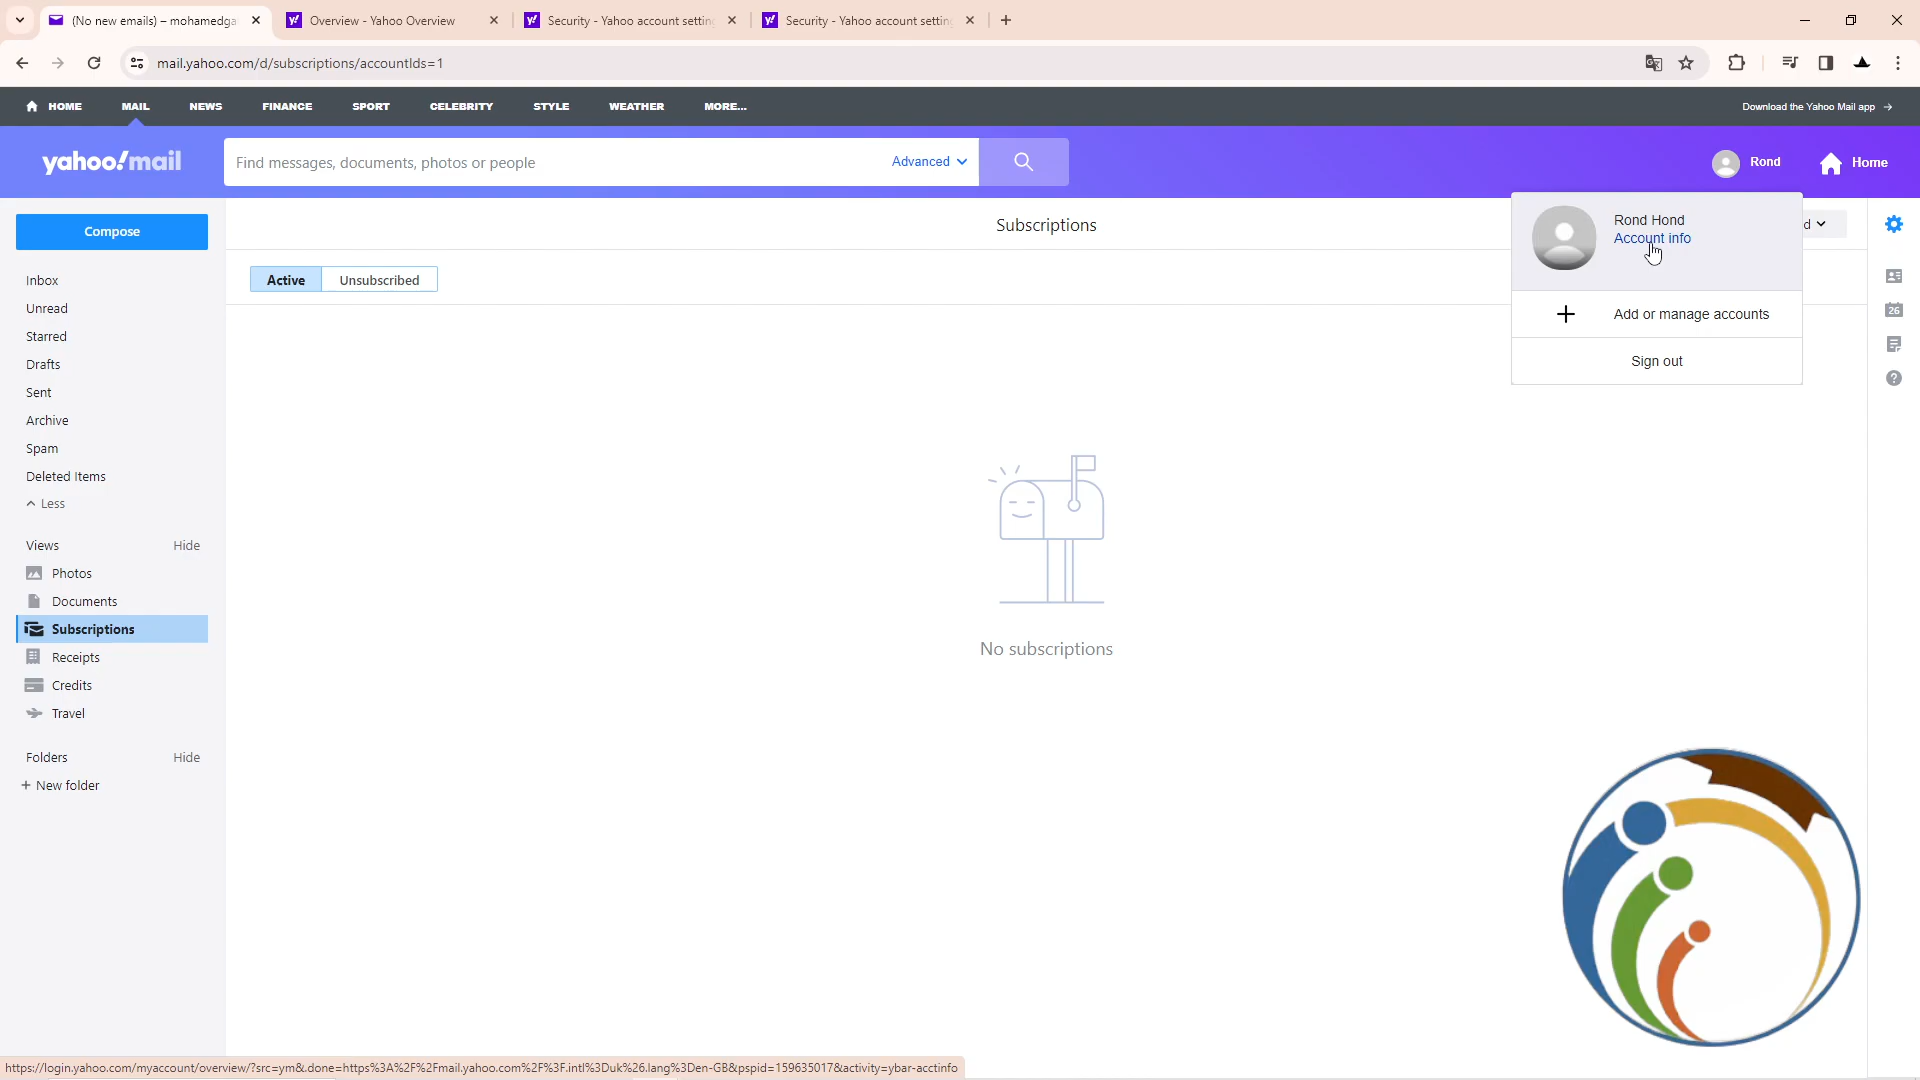 (No new emails) – mohamedga
Overview - Yahoo Overview
Security - Yahoo account settin
Security - Yahoo account settin
mail.yahoo.com/d/subscriptions/accountIds=1
HOME
MAIL
NEWS
FINANCE
SPORT
CELEBRITY
STYLE
WEATHER
MORE...
Download the Yahoo Mail app →
yahoo!mail
Find messages, documents, photos or people
Advanced
Rond
Home
Compose
Subscriptions
Rond Hond
Account info
d
Active
Unsubscribed
Add or manage accounts
Sign out
26
Inbox
Unread
Starred
Drafts
Sent
Archive
Spam
Deleted Items
Less
Views
Hide
Photos
Documents
Subscriptions
Receipts
Credits
Travel
Folders
Hide
+ New folder
No subscriptions
https://login.yahoo.com/myaccount/overview/?src=ym&.done=https%3A%2F%2Fmail.yahoo.com%2F%3F.intl%3Duk%26.lang%3Den-GB&pspid=159635017&activity=ybar-acctinfo